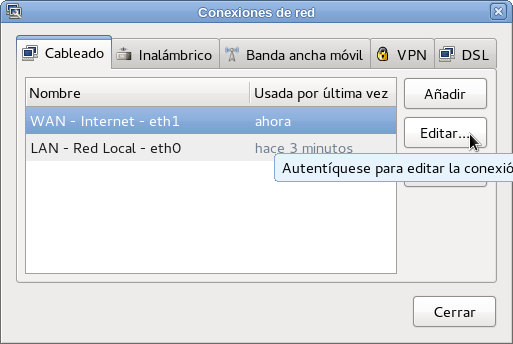 Conexiones de red
Cableado Inalámbrico Banda ancha móvil VPN DSL
Nombre Usada por última vez
WAN - Internet - eth1 ahora
LAN - Red Local - eth0 hace 3 minutos
Añadir
Editar...
Autentíquese para editar la conexió
Cerrar